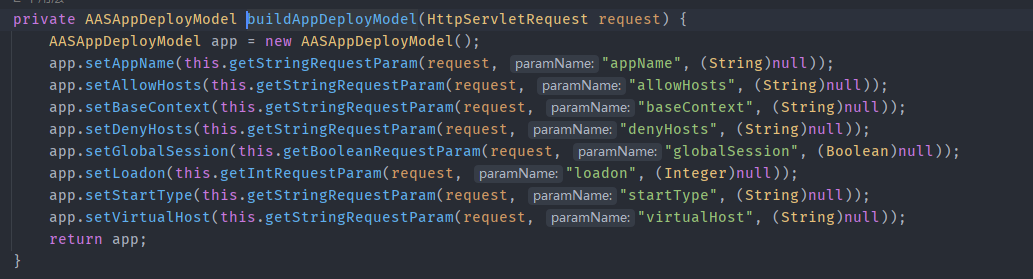 private AASAppDeployModel buildAppDeployModel(HttpServletRequest request) {
AASAppDeployModel app = new AASAppDeployModel();
app.setAppName(this.getStringRequestParam(request, paramName: "appName", (String)null));
app.setAllowHosts(this.getStringRequestParam(request, paramName: "allowHosts", (String)null));
app.setBaseContext(this.getStringRequestParam(request, paramName: "baseContext", (String)null));
app.setDenyHosts(this.getStringRequestParam(request, paramName: "denyHosts", (String)null));
app.setGlobalSession(this.getBooleanRequestParam(request, paramName: "globalSession", (Boolean)null));
app.setLoadon(this.getIntRequestParam(request, paramName: "loadon", (Integer)null));
app.setStartType(this.getStringRequestParam(request, paramName: "startType", (String)null));
app.setVirtualHost(this.getStringRequestParam(request, paramName: "virtualHost", (String)null));
return app;
}